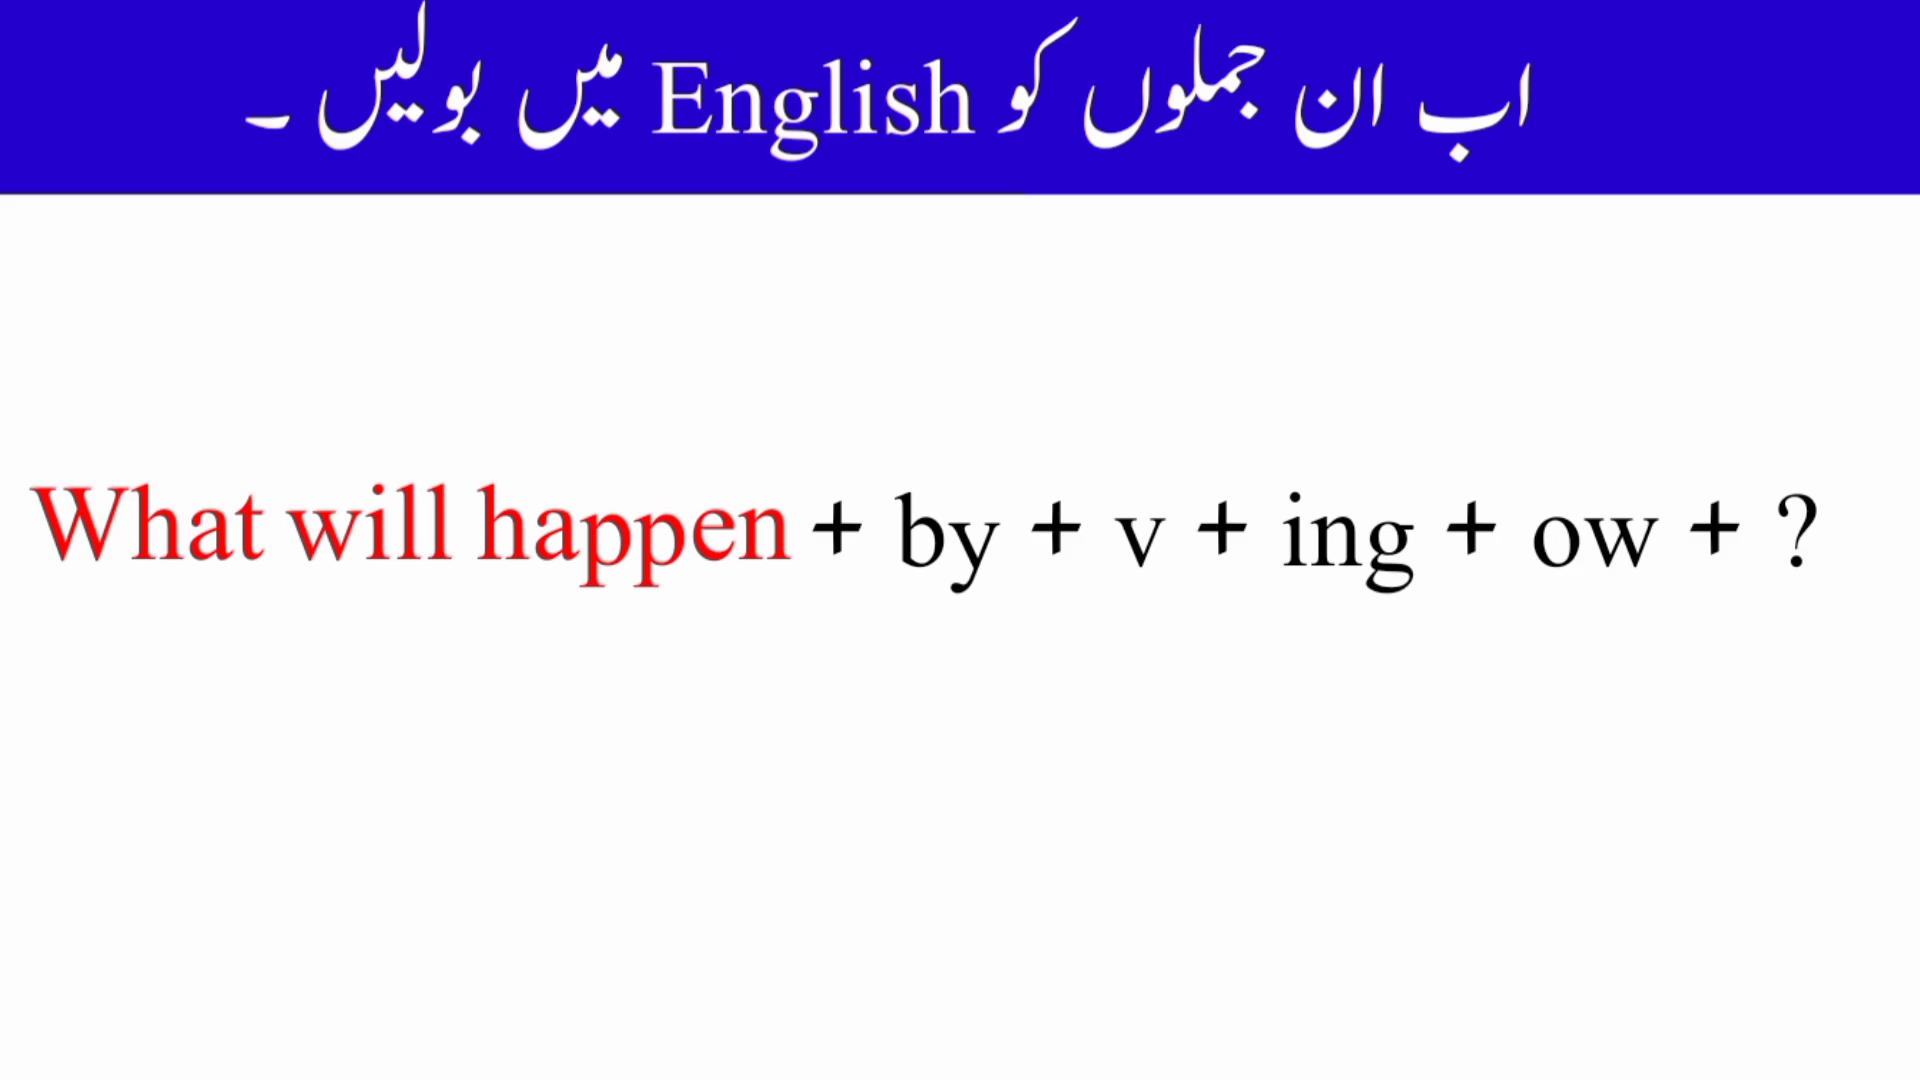 اب ان جملوں کو English میں بولیں ۔
What will happen + by + v + ing + ow + ?